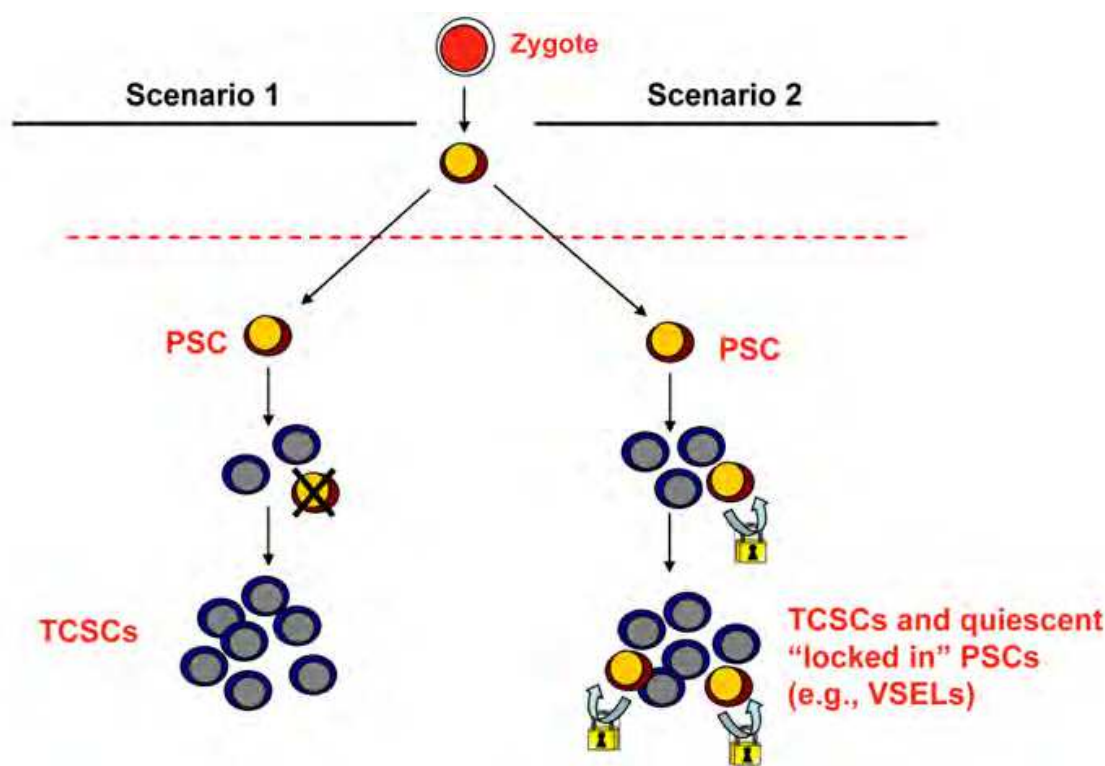 Zygote
Scenario 1
Scenario 2
PSC
PSC
TCSCs
TCSCs and quiescent
“locked in” PSCs
(e.g., VSELs)